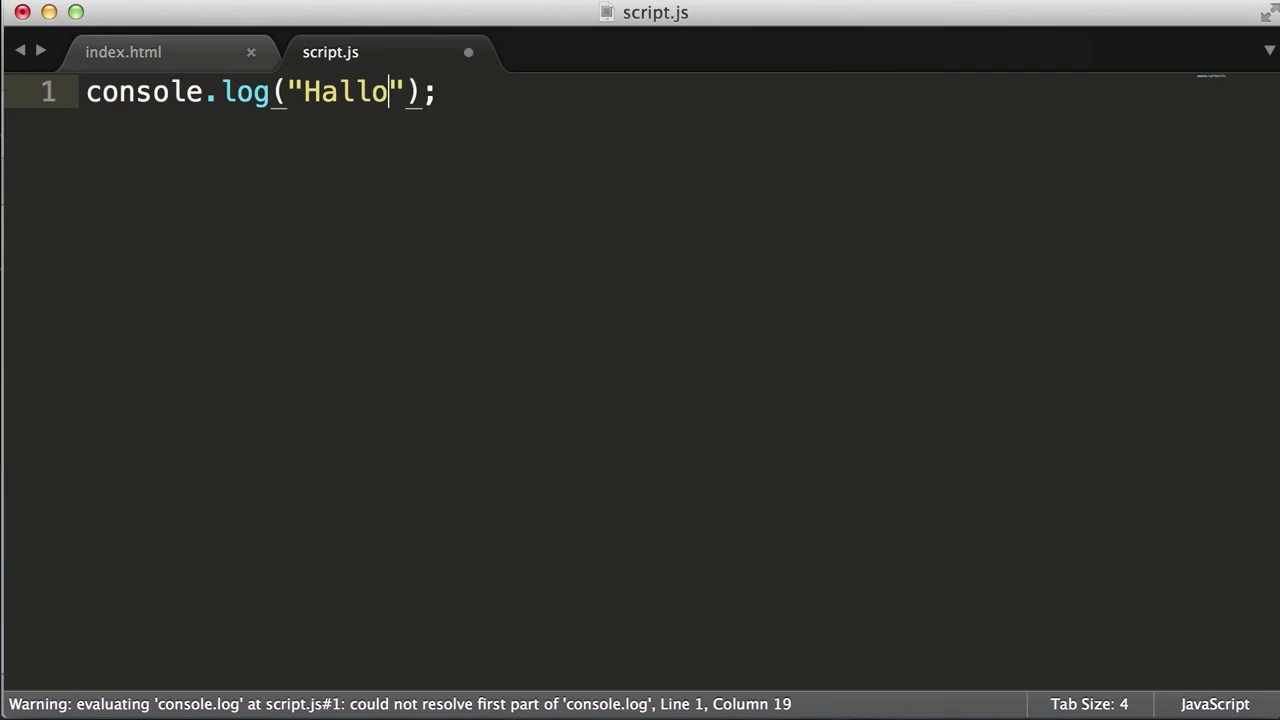 script.js
index.html
script.js
1 console.log("Hallo");
Warning: evaluating 'console.log' at script.js#1: could not resolve first part of 'console.log', Line 1, Column 19
Tab Size: 4
JavaScript